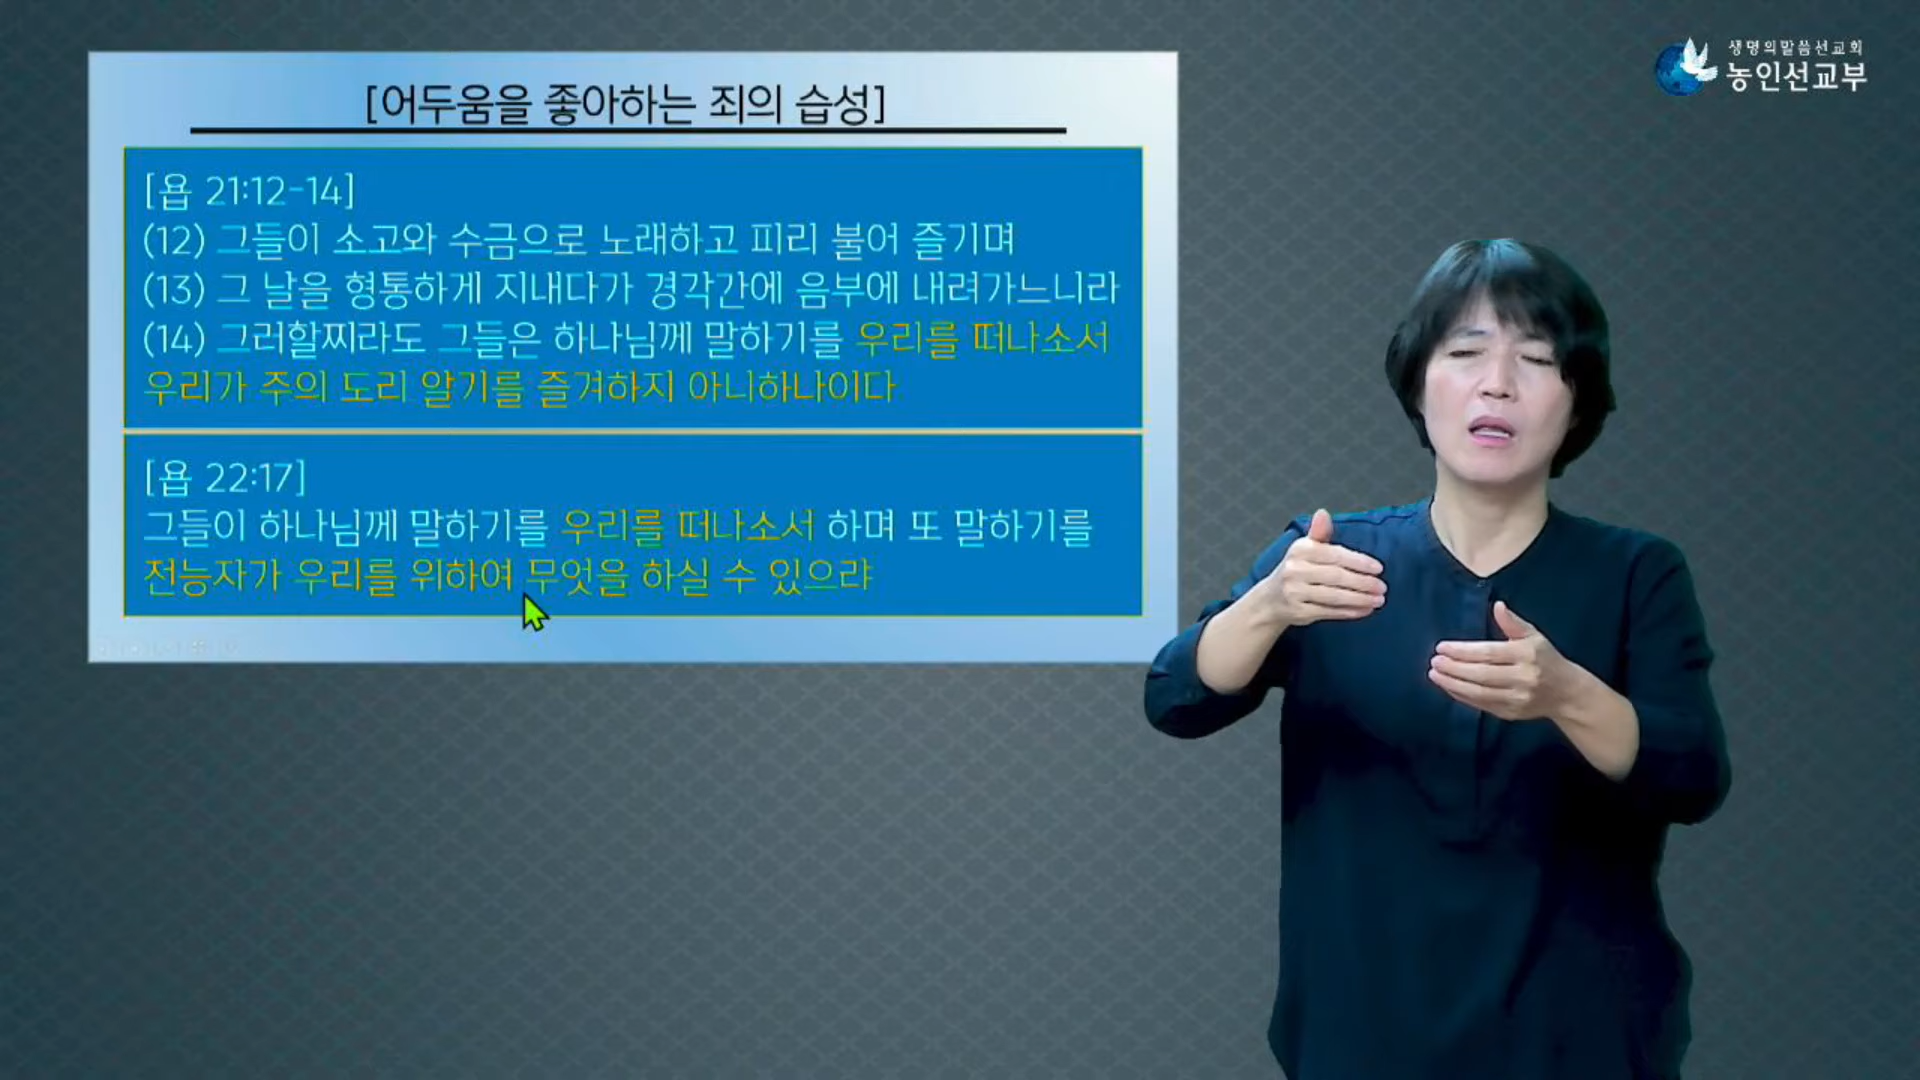 [어두움을 좋아하는 죄의 습성]
[욥 21:12-14]
(12) 그들이 소고와 수금으로 노래하고 피리 불어 즐기며
(13) 그 날을 형통하게 지내다가 경각간에 음부에 내려가느니라
(14) 그러할찌라도 그들은 하나님께 말하기를 우리를 떠나소서
우리가 주의 도리 알기를 즐겨하지 아니하나이다
[욥 22:17]
그들이 하나님께 말하기를 우리를 떠나소서 하며 또 말하기를
전능자가 우리를 위하여 무엇을 하실 수 있으랴
생명의말씀선교회
농인선교부